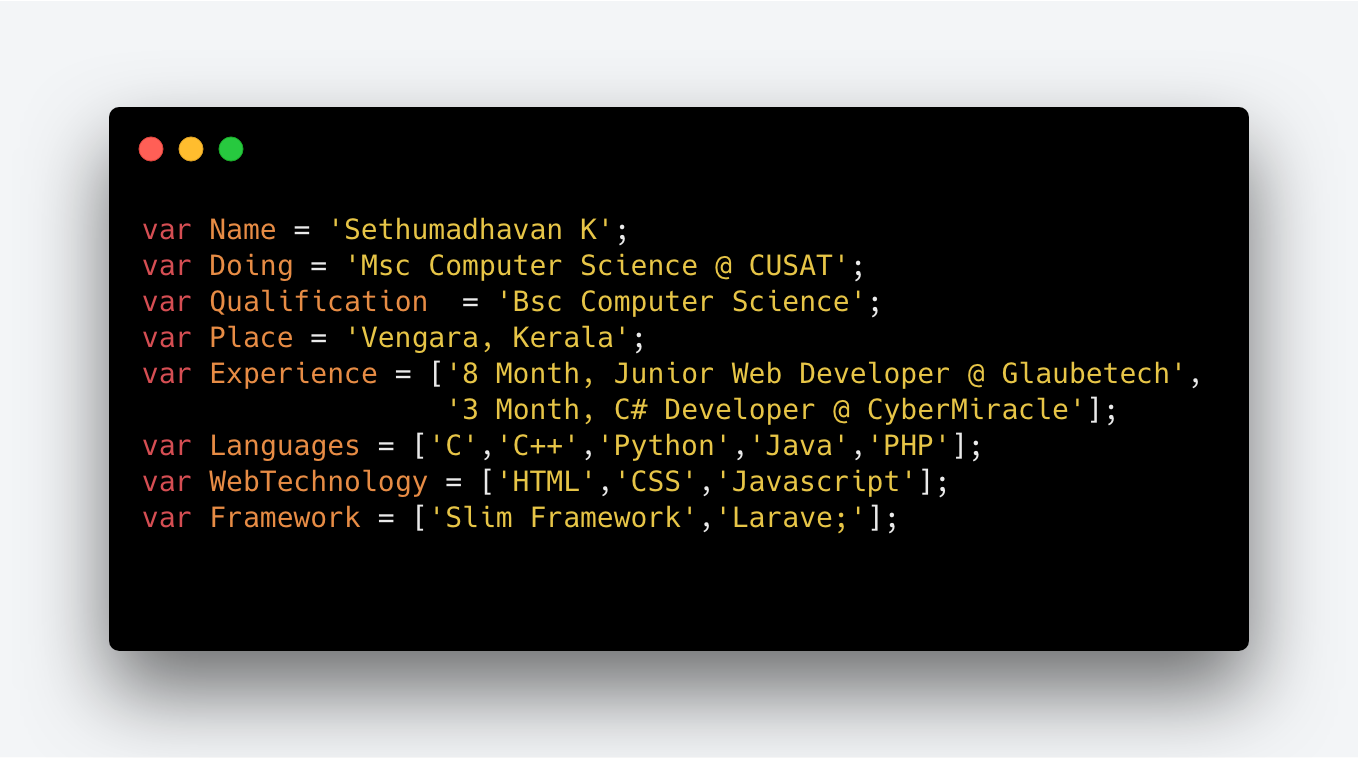 var Name = 'Sethumadhavan K';
var Doing = 'Msc Computer Science @ CUSAT';
var Qualification  = 'Bsc Computer Science';
var Place = 'Vengara, Kerala';
var Experience = ['8 Month, Junior Web Developer @ Glaubetech',
                  '3 Month, C# Developer @ CyberMiracle'];
var Languages = ['C','C++','Python','Java','PHP'];
var WebTechnology = ['HTML','CSS','Javascript'];
var Framework = ['Slim Framework','Larave;'];